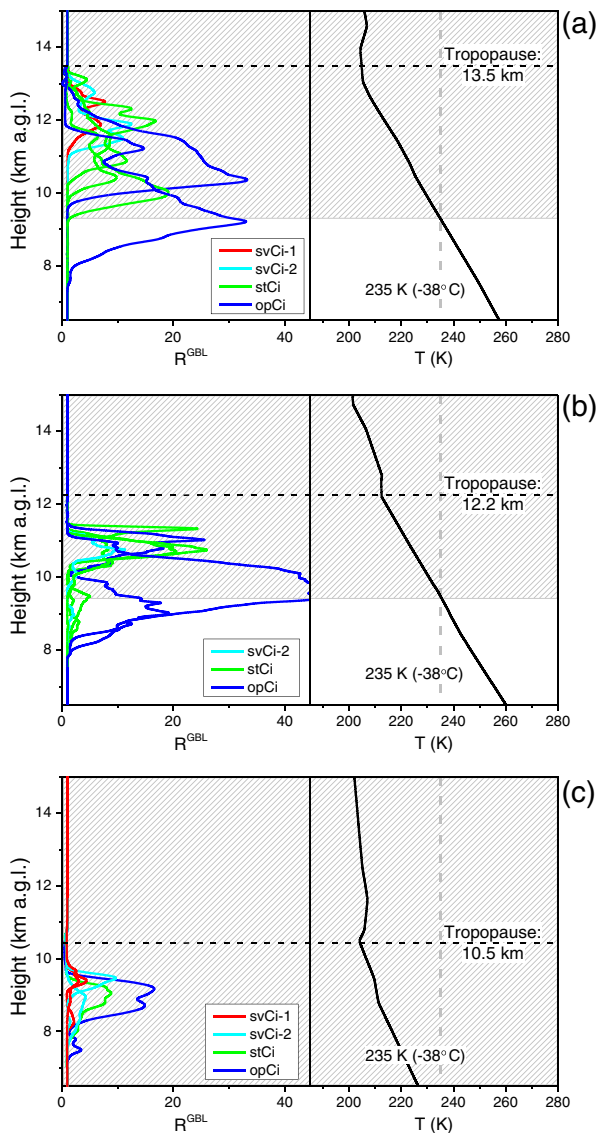 (a)
14
12
10
8
Height (km a.g.l.)
Tropopause:
13.5 km
svCi-1
svCi-2
stCi
opCi
235 K (-38°C)
0 20 40 200 220 240 260 280
R^GBL T (K)
(b)
14
12
10
8
Height (km a.g.l.)
Tropopause:
12.2 km
svCi-2
stCi
opCi
235 K (-38°C)
0 20 40 200 220 240 260 280
R^GBL T (K)
(c)
14
12
10
8
Height (km a.g.l.)
Tropopause:
10.5 km
svCi-1
svCi-2
stCi
opCi
235 K (-38°C)
0 20 40 200 220 240 260 280
R^GBL T (K)